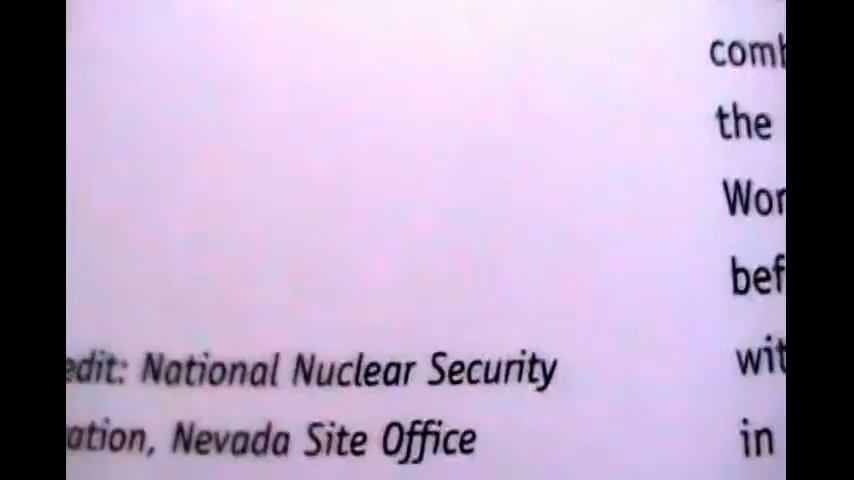 edit: National Nuclear Security
ation, Nevada Site Office
comb
the
Wor
bef
wit
in